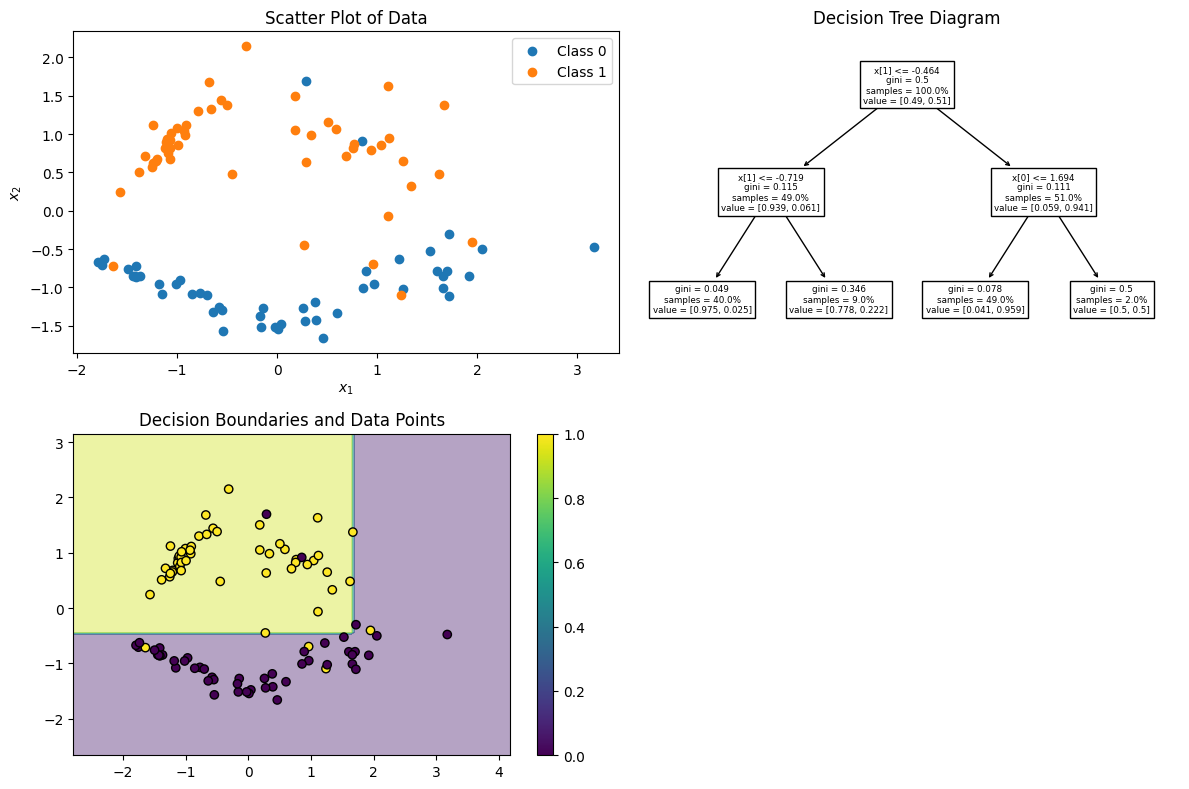 Scatter Plot of Data
2.0
1.5
1.0
0.5
0.0
−0.5
−1.0
−1.5
x₂
−2
−1
0
1
2
3
x₁
Class 0
Class 1
Decision Tree Diagram
x[1] <= -0.464
gini = 0.5
samples = 100.0%
value = [0.49, 0.51]
x[1] <= -0.719
gini = 0.115
samples = 49.0%
value = [0.939, 0.061]
x[0] <= 1.694
gini = 0.111
samples = 51.0%
value = [0.059, 0.941]
gini = 0.049
samples = 40.0%
value = [0.975, 0.025]
gini = 0.346
samples = 9.0%
value = [0.778, 0.222]
gini = 0.078
samples = 49.0%
value = [0.041, 0.959]
gini = 0.5
samples = 2.0%
value = [0.5, 0.5]
Decision Boundaries and Data Points
3
2
1
0
−1
−2
−2
−1
0
1
2
3
4
1.0
0.8
0.6
0.4
0.2
0.0